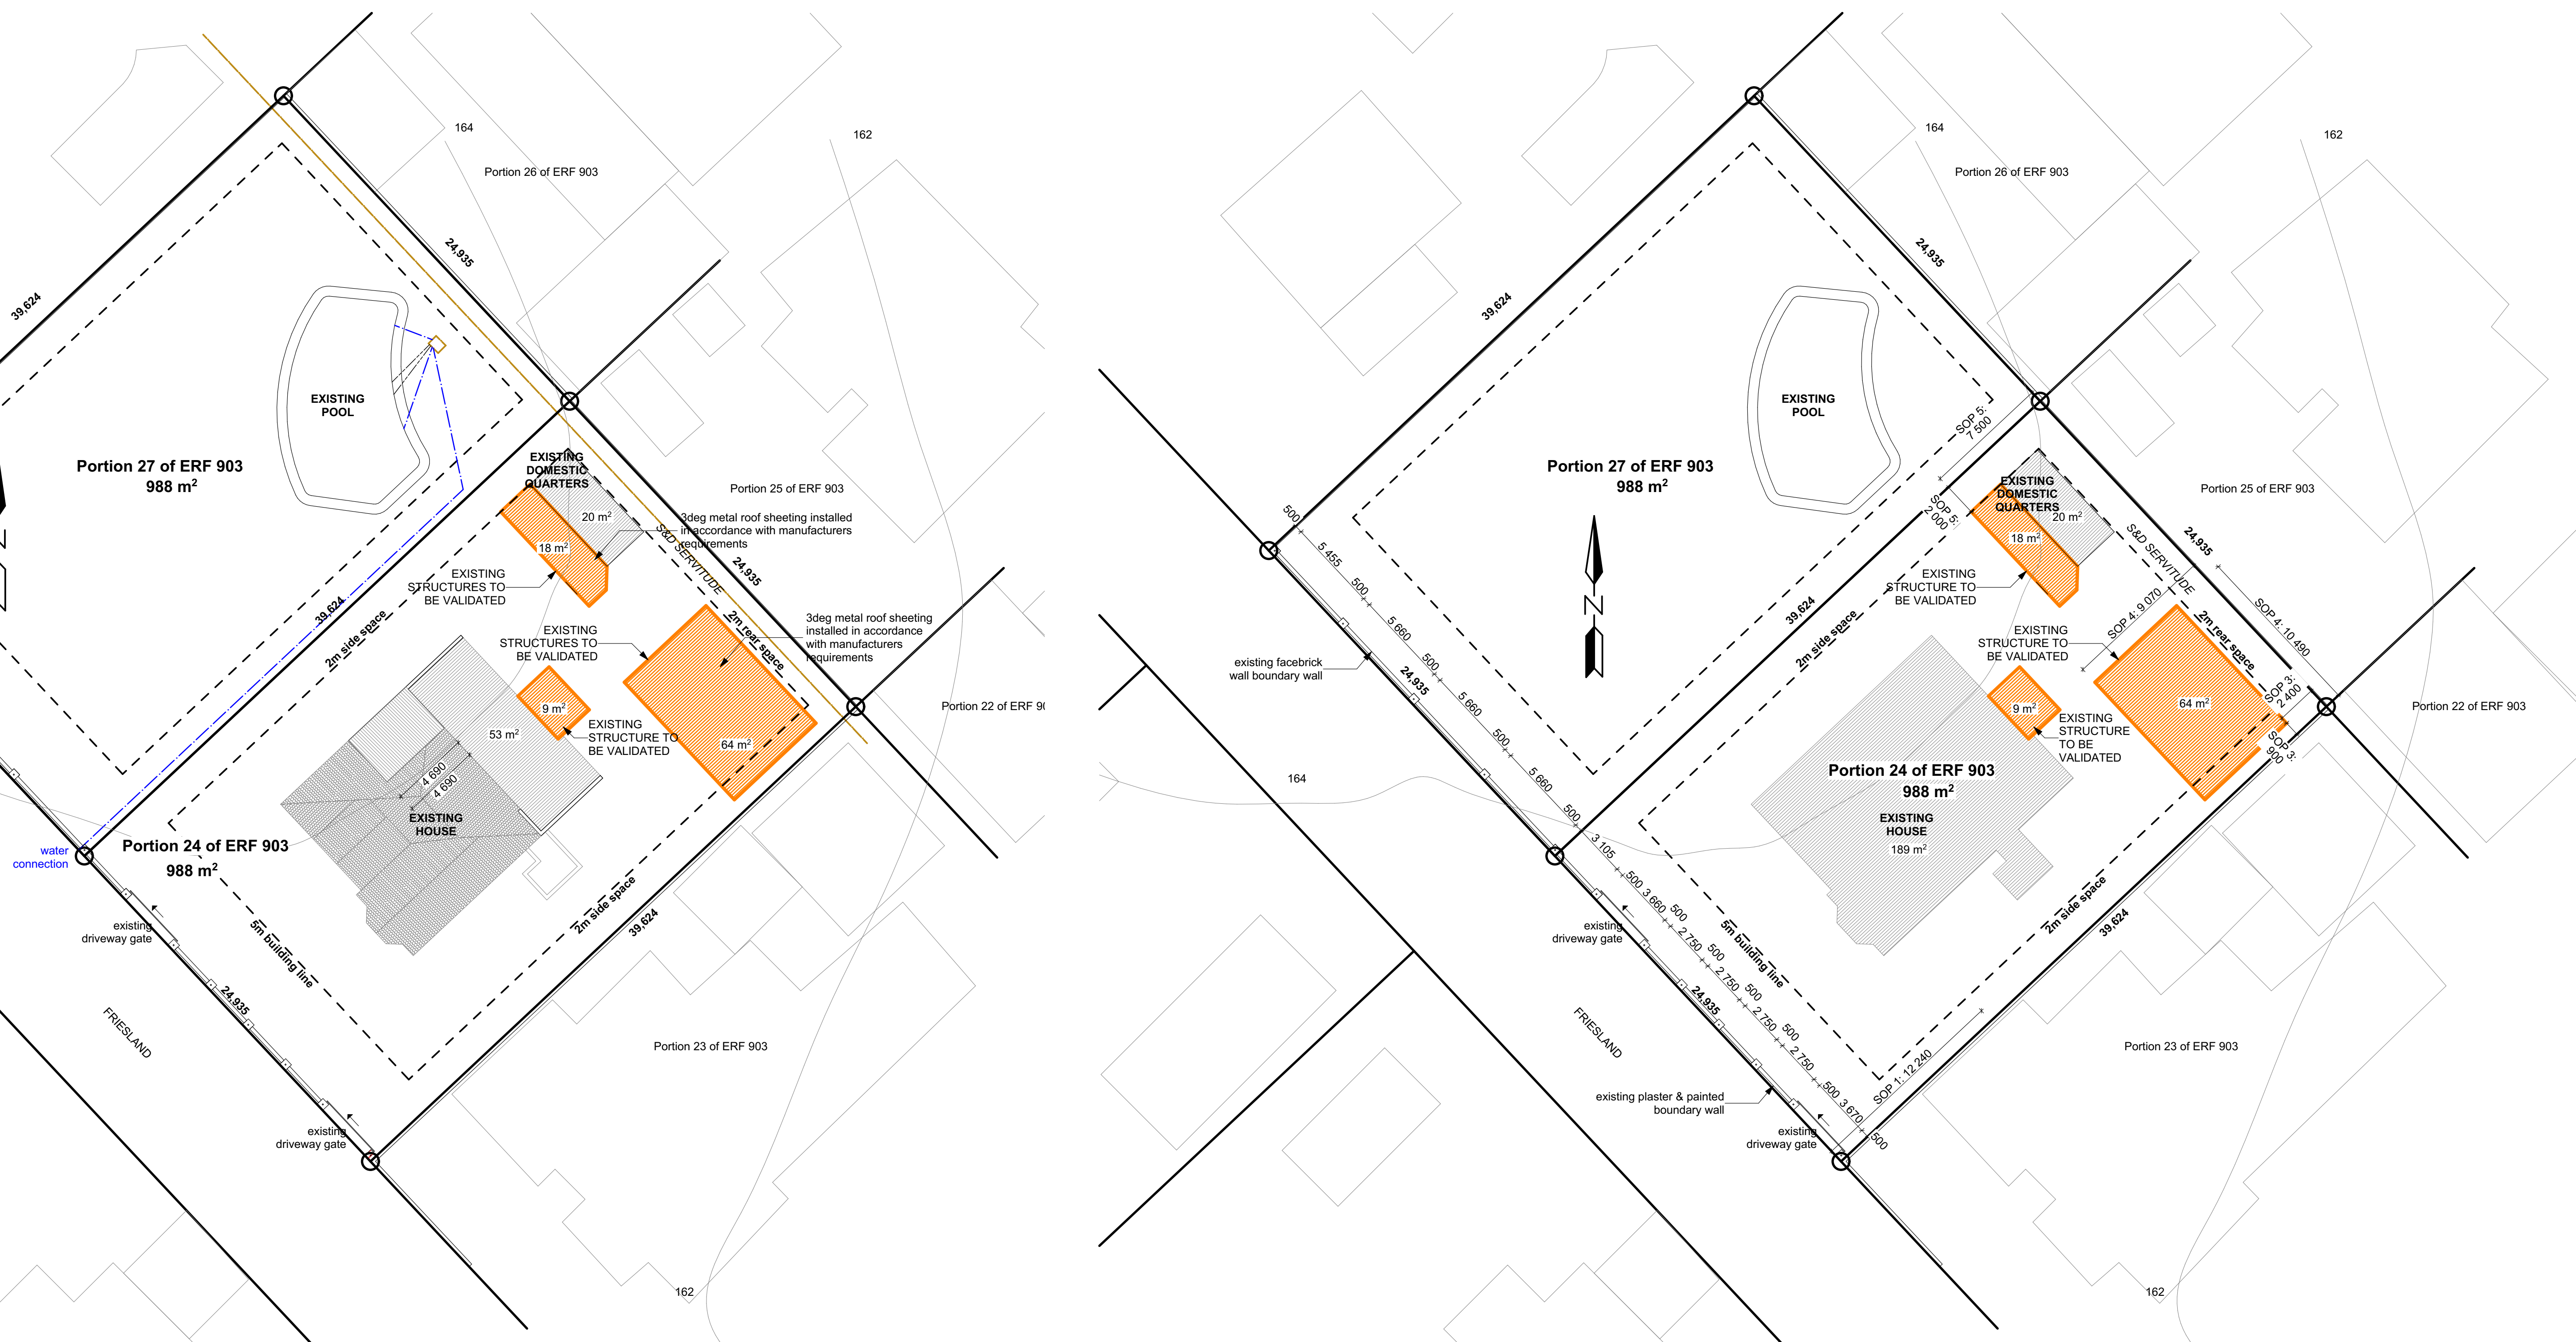 164
162
Portion 26 of ERF 903
24,935
39,624
EXISTING
POOL
Portion 27 of ERF 903
988 m²
EXISTING
DOMESTIC
QUARTERS
20 m²
Portion 25 of ERF 903
3deg metal roof sheeting installed
in accordance with manufacturers
requirements
S&D SERVITUDE
18 m²
EXISTING
STRUCTURES TO
BE VALIDATED
24,935
39,624
2m side space
EXISTING
STRUCTURES TO
BE VALIDATED
2m rear space
3deg metal roof sheeting
installed in accordance
with manufacturers
requirements
9 m²
EXISTING
STRUCTURE TO
BE VALIDATED
64 m²
Portion 22 of ERF 90
53 m²
4 690
4 690
EXISTING
HOUSE
Portion 24 of ERF 903
988 m²
water
connection
existing
driveway gate
5m building line
2m side space
39,624
24,935
FRIESLAND
Portion 23 of ERF 903
existing
driveway gate
162
N
164
162
Portion 26 of ERF 903
24,935
39,624
EXISTING
POOL
SOP 5:
7 500
Portion 27 of ERF 903
988 m²
EXISTING
DOMESTIC
QUARTERS
20 m²
Portion 25 of ERF 903
SOP 5:
2 000
18 m²
S&D SERVITUDE
24,935
500
5 455
500
5 660
500
5 660
500
5 660
500
EXISTING
STRUCTURE TO
BE VALIDATED
SOP 4: 9 070
SOP 4: 10 490
39,624
2m side space
EXISTING
STRUCTURE TO
BE VALIDATED
2m rear space
existing facebrick
wall boundary wall
24,935
SOP 3:
2 400
9 m²
64 m²
Portion 22 of ERF 903
EXISTING
STRUCTURE
TO BE
VALIDATED
SOP 3:
900
N
164
Portion 24 of ERF 903
988 m²
EXISTING
HOUSE
189 m²
3 105
500
3 660
500
2 750
500
2 750
500
2 750
500
2 750
500
3 670
500
existing
driveway gate
5m building line
2m side space
39,624
24,935
FRIESLAND
SOP 1: 12 240
Portion 23 of ERF 903
existing plaster & painted
boundary wall
existing
driveway gate
162